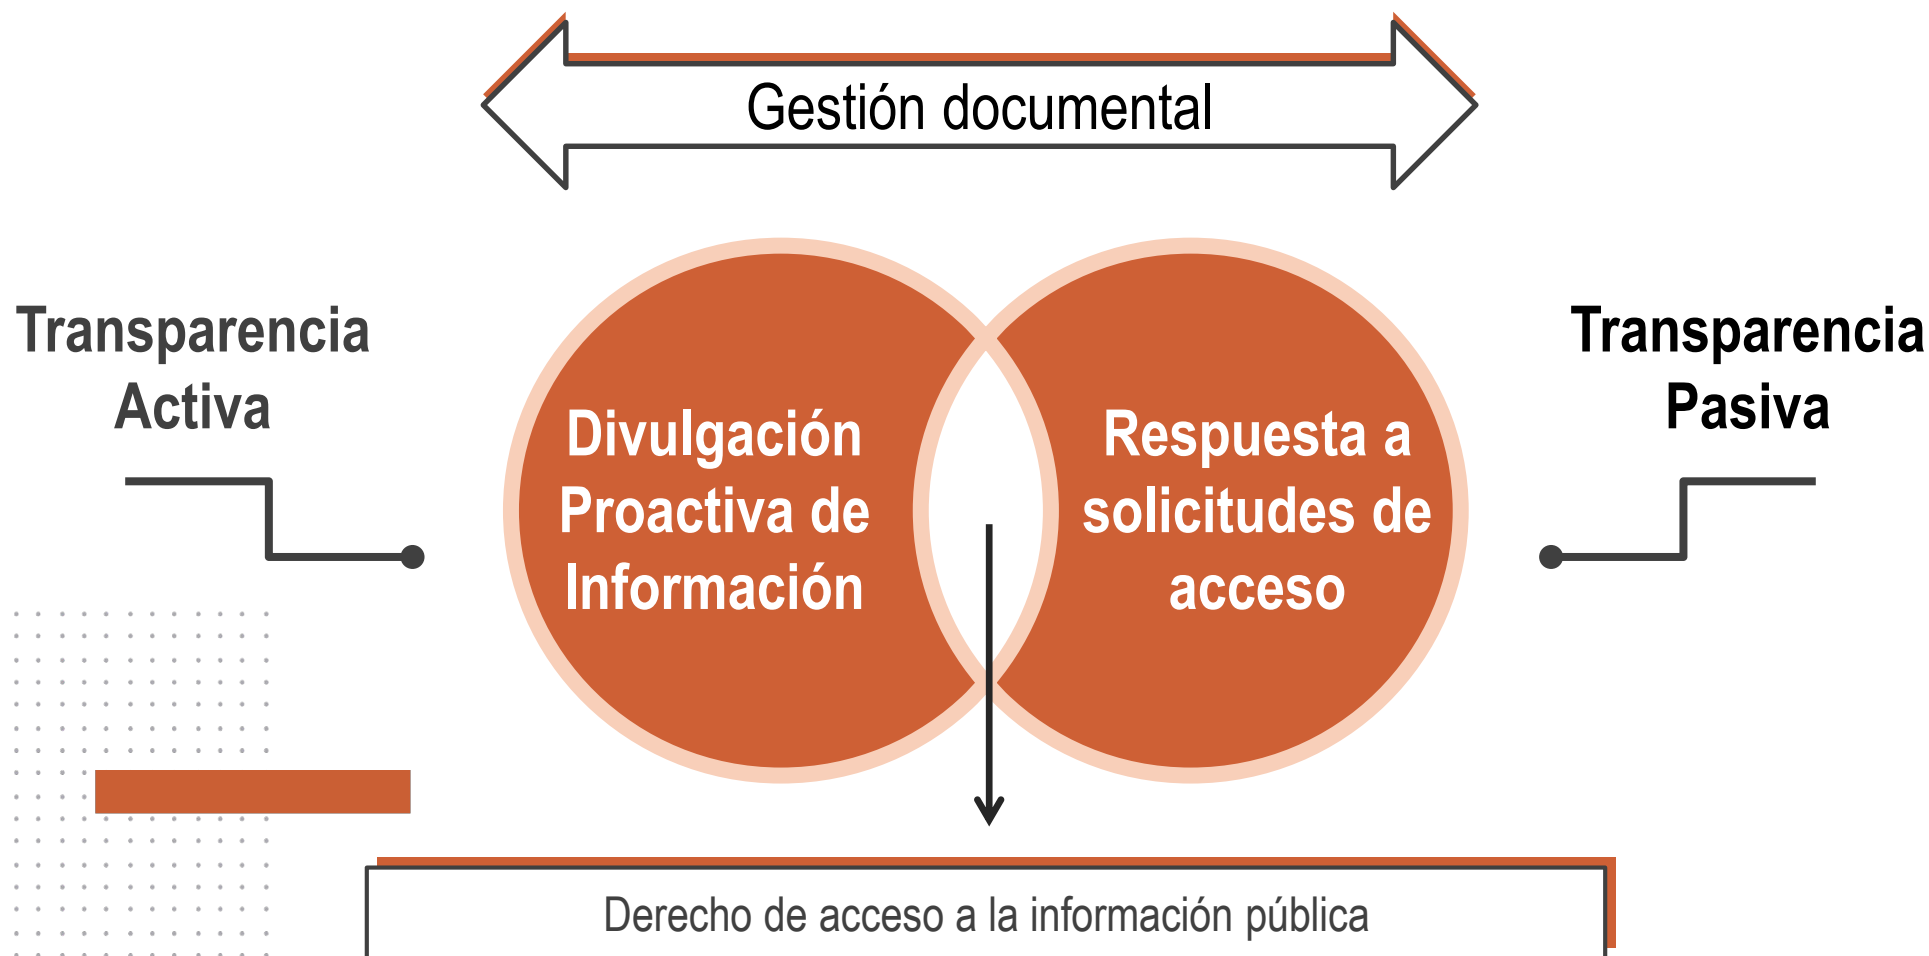 Gestión documental
Transparencia
Activa
Divulgación
Proactiva de
Información
Respuesta a
solicitudes de
acceso
Transparencia
Pasiva
Derecho de acceso a la información pública